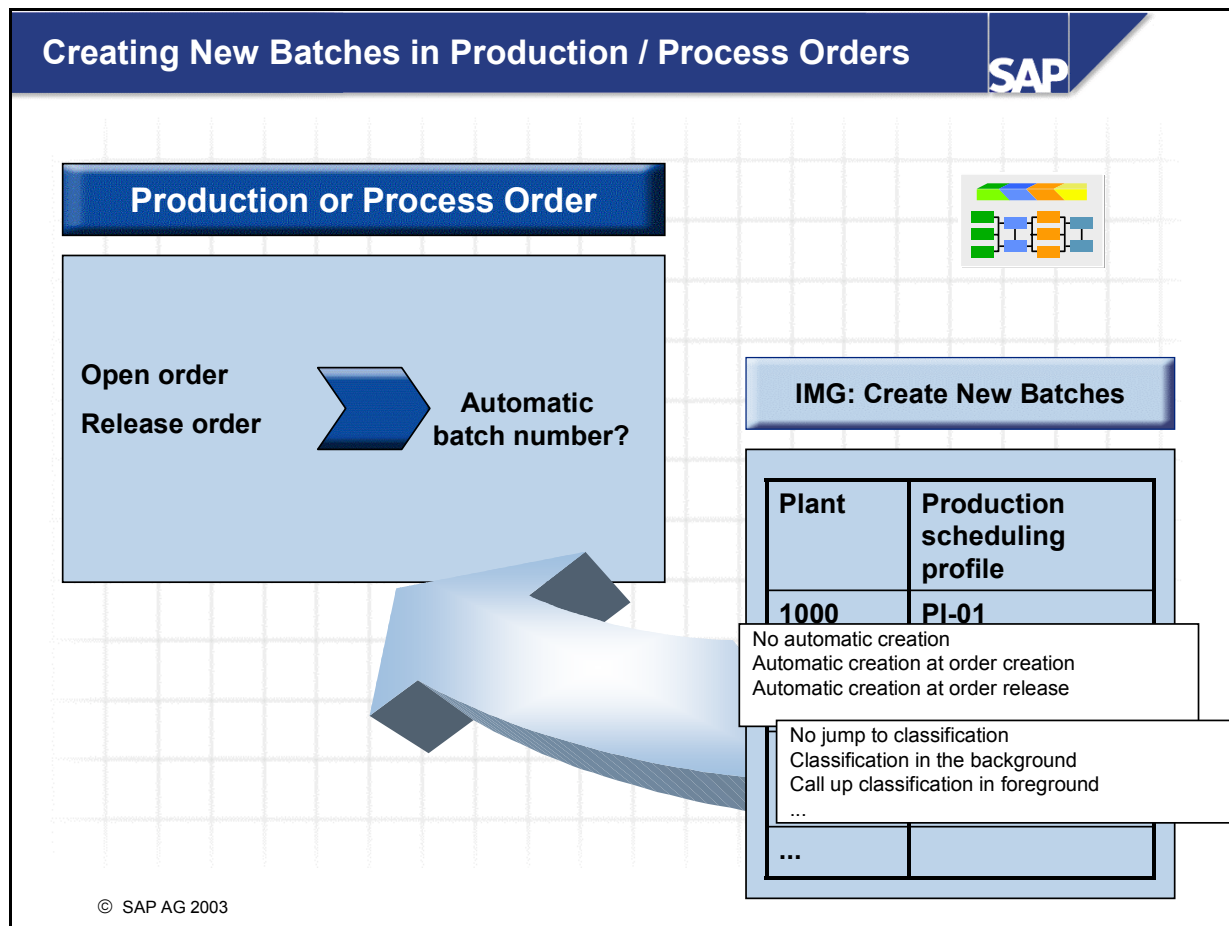 Creating New Batches in Production / Process Orders
SAP
Production or Process Order
Open order
Release order
Automatic
batch number?
IMG: Create New Batches
Plant
Production
scheduling
profile
1000
PI-01
No automatic creation
Automatic creation at order creation
Automatic creation at order release
No jump to classification
Classification in the background
Call up classification in foreground
...
...
© SAP AG 2003